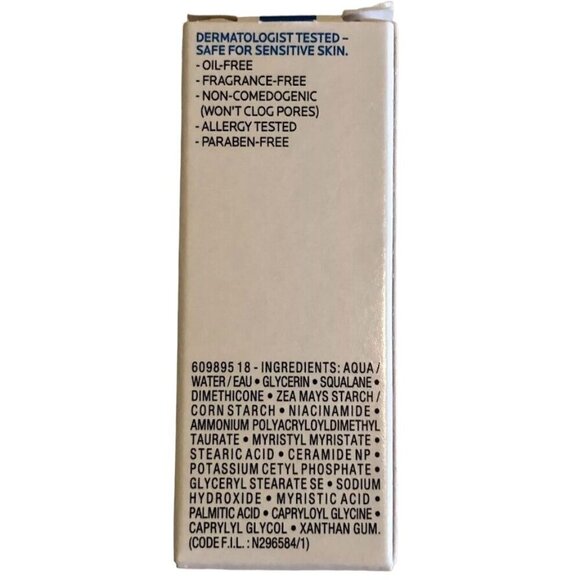 DERMATOLOGIST TESTED –
SAFE FOR SENSITIVE SKIN.
- OIL-FREE
- FRAGRANCE-FREE
- NON-COMEDOGENIC
(WON'T CLOG PORES)
- ALLERGY TESTED
- PARABEN-FREE
6098951 8 - INGREDIENTS: AQUA /
WATER / EAU • GLYCERIN • SQUALANE •
DIMETHICONE • ZEA MAYS STARCH /
CORN STARCH • NIACINAMIDE •
AMMONIUM POLYACRYLOYLDIMETHYL
TAURATE • MYRISTYL MYRISTATE •
STEARIC ACID • CERAMIDE NP •
POTASSIUM CETYL PHOSPHATE •
GLYCERYL STEARATE SE • SODIUM
HYDROXIDE • MYRISTIC ACID •
PALMITIC ACID • CAPRYLOYL GLYCINE •
CAPRYLYL GLYCOL • XANTHAN GUM.
(CODE F.I.L. : N296584/1)